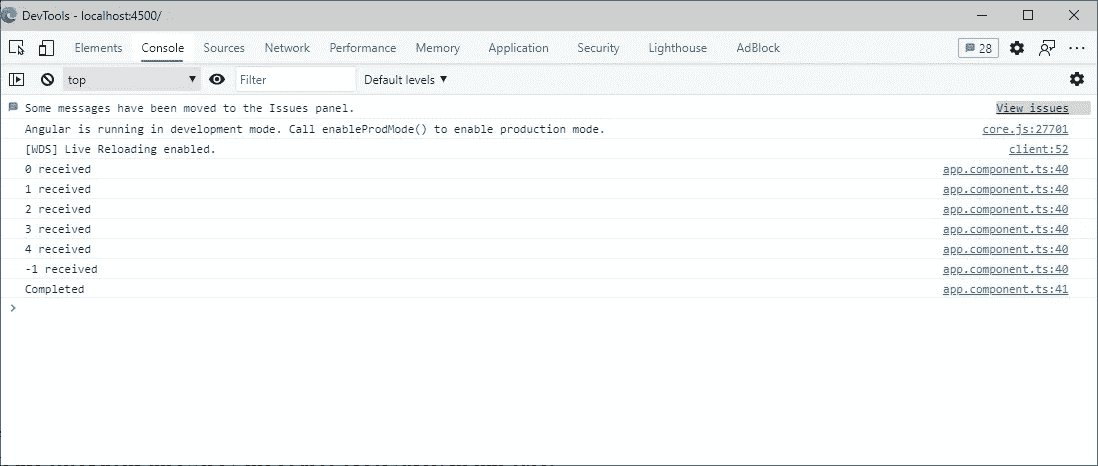 DevTools - localhost:4500/
Elements Console Sources Network Performance Memory Application Security Lighthouse AdBlock 28
top Filter Default levels
Some messages have been moved to the Issues panel. View issues
Angular is running in development mode. Call enableProdMode() to enable production mode. core.js:27701
[WDS] Live Reloading enabled. client:52
0 received app.component.ts:40
1 received app.component.ts:40
2 received app.component.ts:40
3 received app.component.ts:40
4 received app.component.ts:40
-1 received app.component.ts:40
Completed app.component.ts:41